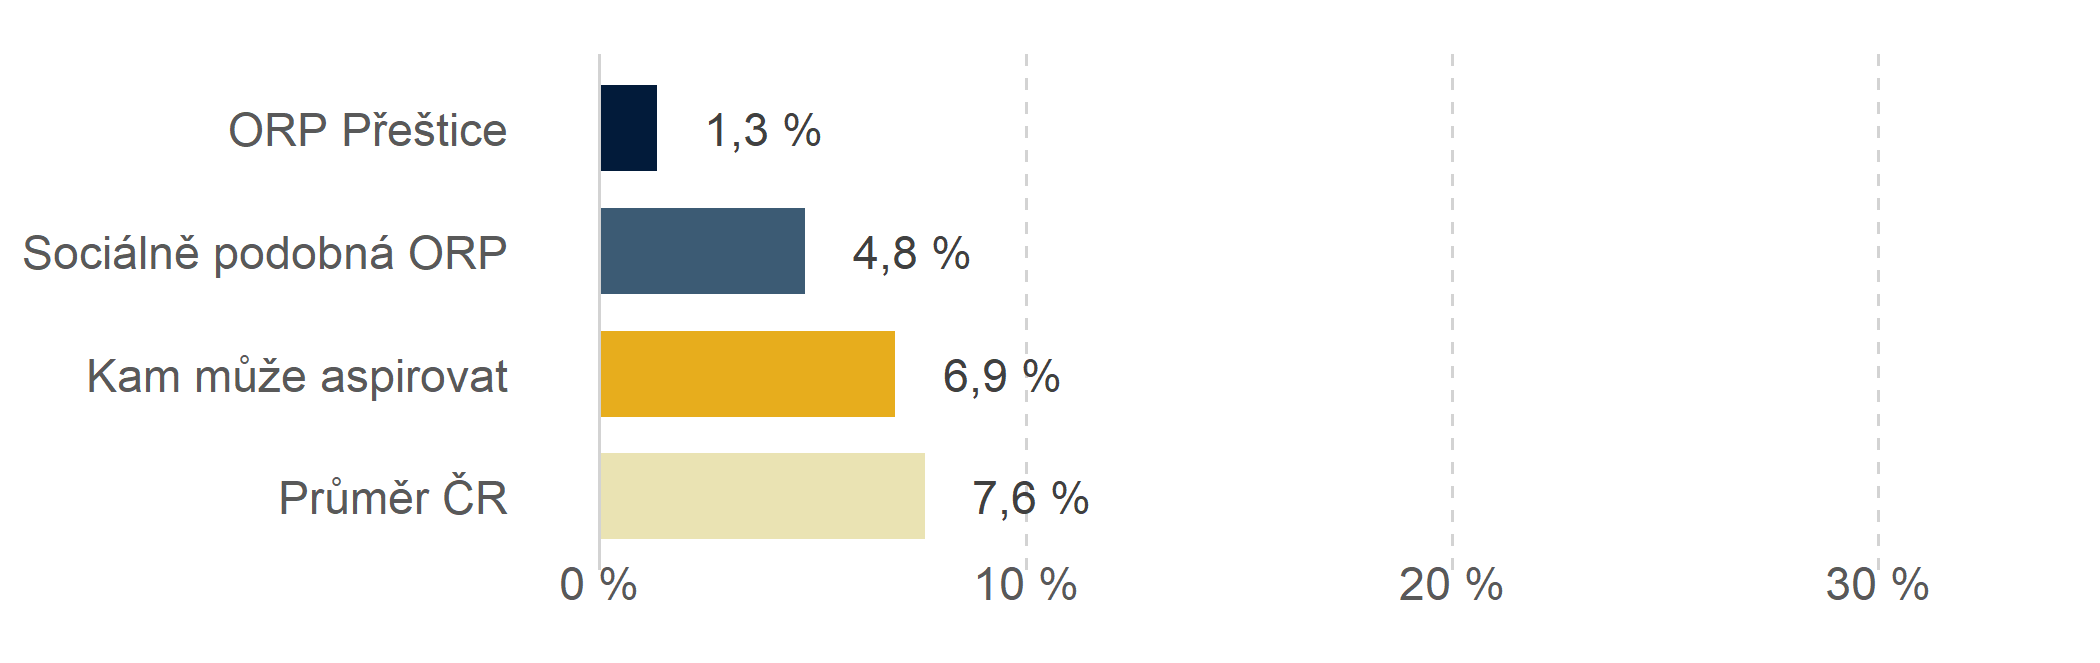 ORP Přeštice 1,3 %
Sociálně podobná ORP 4,8 %
Kam může aspirovat 6,9 %
Průměr ČR 7,6 %
0 % 10 % 20 % 30 %